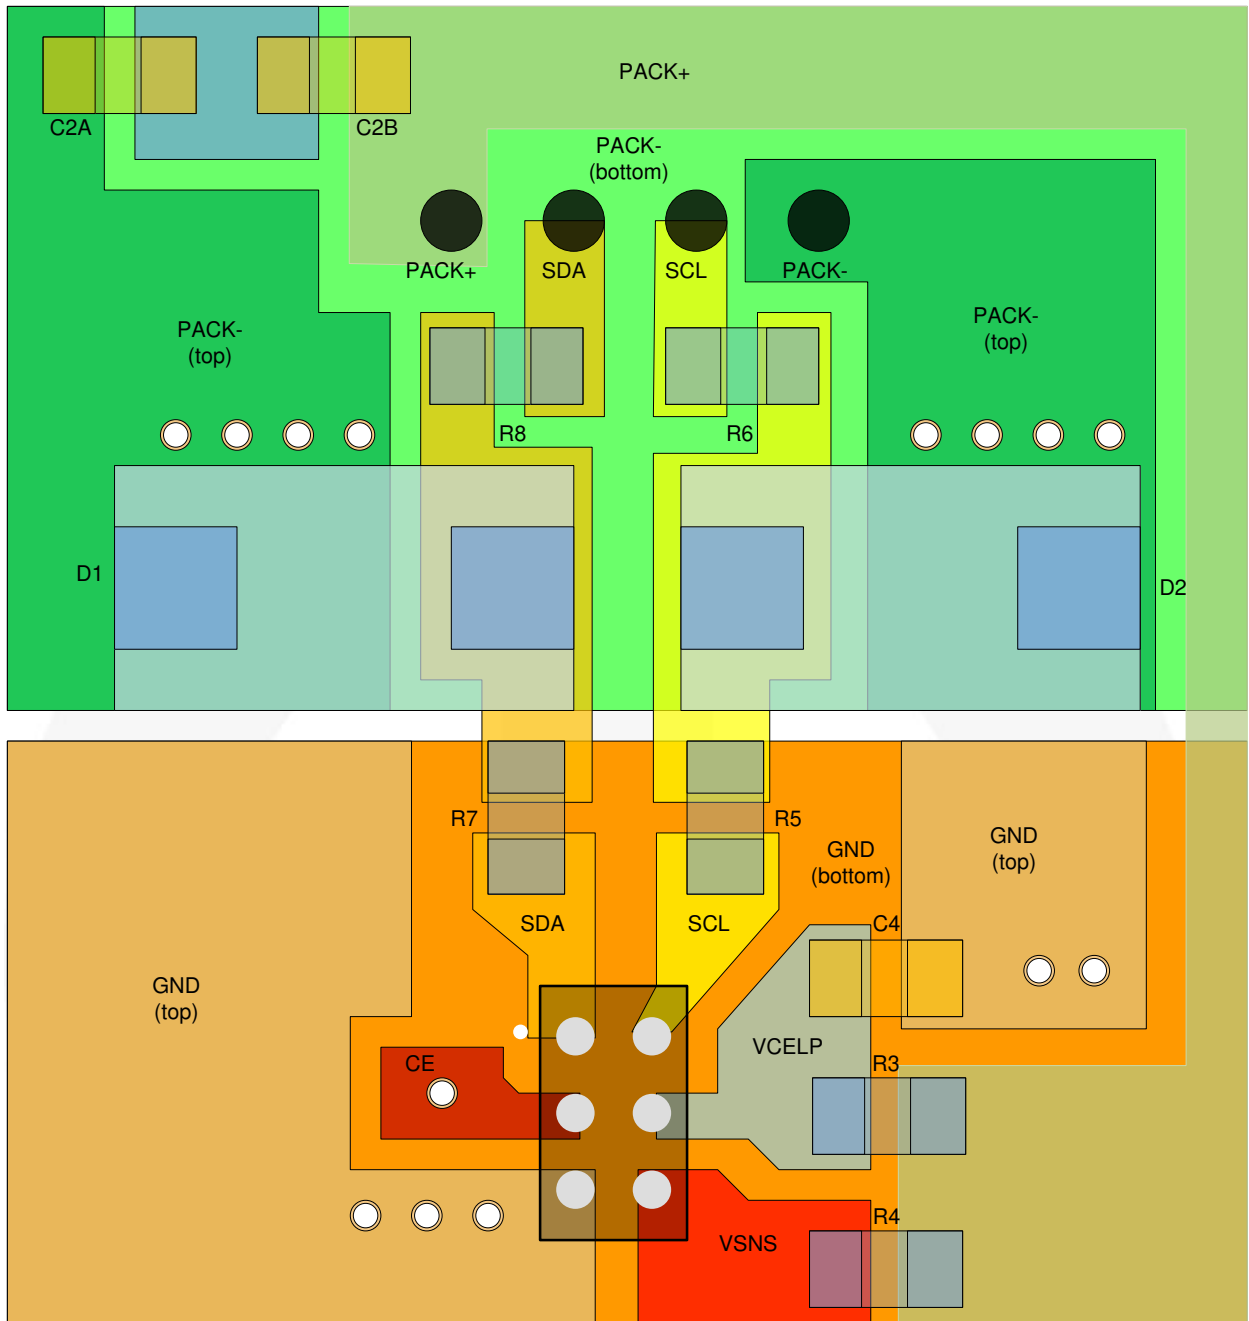 PACK+
C2A
C2B
PACK-
(bottom)
PACK+
SDA
SCL
PACK-
PACK-
(top)
PACK-
(top)
R8
R6
D1
D2
R7
R5
GND
(top)
GND
(bottom)
SDA
SCL
C4
GND
(top)
VCELP
CE
R3
R4
VSNS